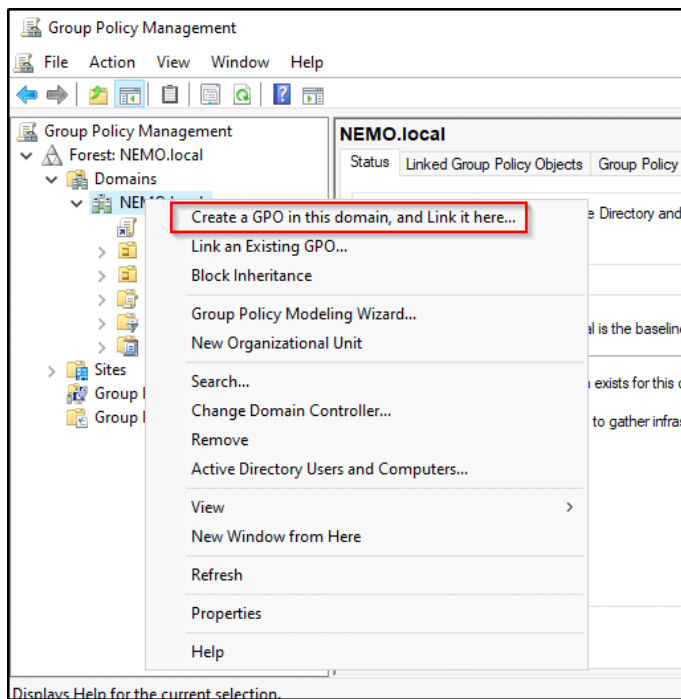 Group Policy Management
File Action View Window Help
Group Policy Management
Forest: NEMO.local
Domains
Sites
Group
Group
NEMO.local
Status Linked Group Policy Objects Group Policy
e Directory and
al is the baseline
exists for this
to gather infras
Create a GPO in this domain, and Link it here...
Link an Existing GPO...
Block Inheritance
Group Policy Modeling Wizard...
New Organizational Unit
Search...
Change Domain Controller...
Remove
Active Directory Users and Computers...
View
New Window from Here
Refresh
Properties
Help
Displays Help for the current selection.